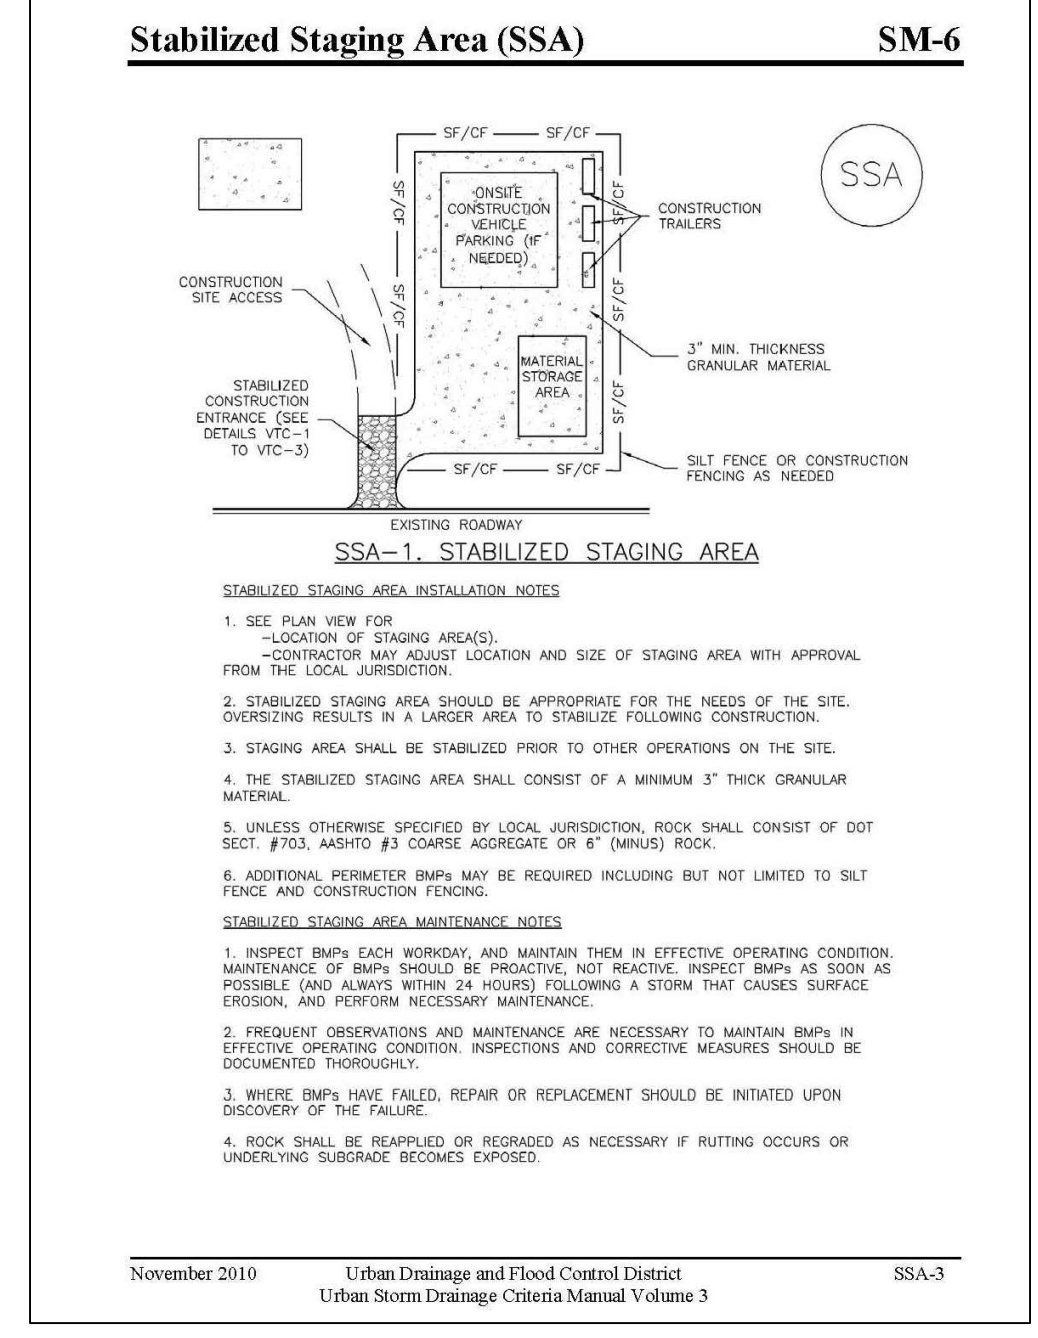 Stabilized Staging Area (SSA) SM-6
SF/CF SF/CF
SSA
ONSITE
CONSTRUCTION
VEHICLE
PARKING (IF
NEEDED)
SF/CF
SF/CF
CONSTRUCTION
TRAILERS
CONSTRUCTION
SITE ACCESS
SF/CF
SF/CF
3" MIN. THICKNESS
GRANULAR MATERIAL
MATERIAL
STORAGE
AREA
SF/CF
STABILIZED
CONSTRUCTION
ENTRANCE (SEE
DETAILS VTC-1
TO VTC-3)
SF/CF SF/CF
SILT FENCE OR CONSTRUCTION
FENCING AS NEEDED
EXISTING ROADWAY
SSA-1. STABILIZED STAGING AREA
STABILIZED STAGING AREA INSTALLATION NOTES
1. SEE PLAN VIEW FOR
-LOCATION OF STAGING AREA(S).
-CONTRACTOR MAY ADJUST LOCATION AND SIZE OF STAGING AREA WITH APPROVAL
FROM THE LOCAL JURISDICTION.
2. STABILIZED STAGING AREA SHOULD BE APPROPRIATE FOR THE NEEDS OF THE SITE.
OVERSIZING RESULTS IN A LARGER AREA TO STABILIZE FOLLOWING CONSTRUCTION.
3. STAGING AREA SHALL BE STABILIZED PRIOR TO OTHER OPERATIONS ON THE SITE.
4. THE STABILIZED STAGING AREA SHALL CONSIST OF A MINIMUM 3" THICK GRANULAR
MATERIAL.
5. UNLESS OTHERWISE SPECIFIED BY LOCAL JURISDICTION, ROCK SHALL CONSIST OF DOT
SECT. #703, AASHTO #3 COARSE AGGREGATE OR 6" (MINUS) ROCK.
6. ADDITIONAL PERIMETER BMPs MAY BE REQUIRED INCLUDING BUT NOT LIMITED TO SILT
FENCE AND CONSTRUCTION FENCING.
STABILIZED STAGING AREA MAINTENANCE NOTES
1. INSPECT BMPs EACH WORKDAY, AND MAINTAIN THEM IN EFFECTIVE OPERATING CONDITION.
MAINTENANCE OF BMPs SHOULD BE PROACTIVE, NOT REACTIVE. INSPECT BMPs AS SOON AS
POSSIBLE (AND ALWAYS WITHIN 24 HOURS) FOLLOWING A STORM THAT CAUSES SURFACE
EROSION, AND PERFORM NECESSARY MAINTENANCE.
2. FREQUENT OBSERVATIONS AND MAINTENANCE ARE NECESSARY TO MAINTAIN BMPs IN
EFFECTIVE OPERATING CONDITION. INSPECTIONS AND CORRECTIVE MEASURES SHOULD BE
DOCUMENTED THOROUGHLY.
3. WHERE BMPs HAVE FAILED, REPAIR OR REPLACEMENT SHOULD BE INITIATED UPON
DISCOVERY OF THE FAILURE.
4. ROCK SHALL BE REAPPLIED OR REGRADED AS NECESSARY IF RUTTING OCCURS OR
UNDERLYING SUBGRADE BECOMES EXPOSED.
November 2010 Urban Drainage and Flood Control District SSA-3
Urban Storm Drainage Criteria Manual Volume 3